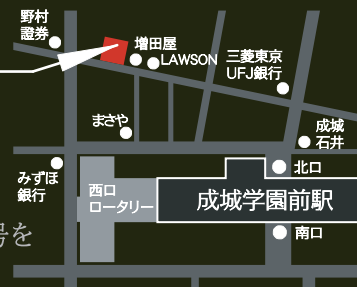 野村
證券
増田屋
LAWSON
三菱東京
UFJ銀行
まさや
成城
石井
みずほ
銀行
西口
ロータリー
北口
成城学園前駅
号を
南口